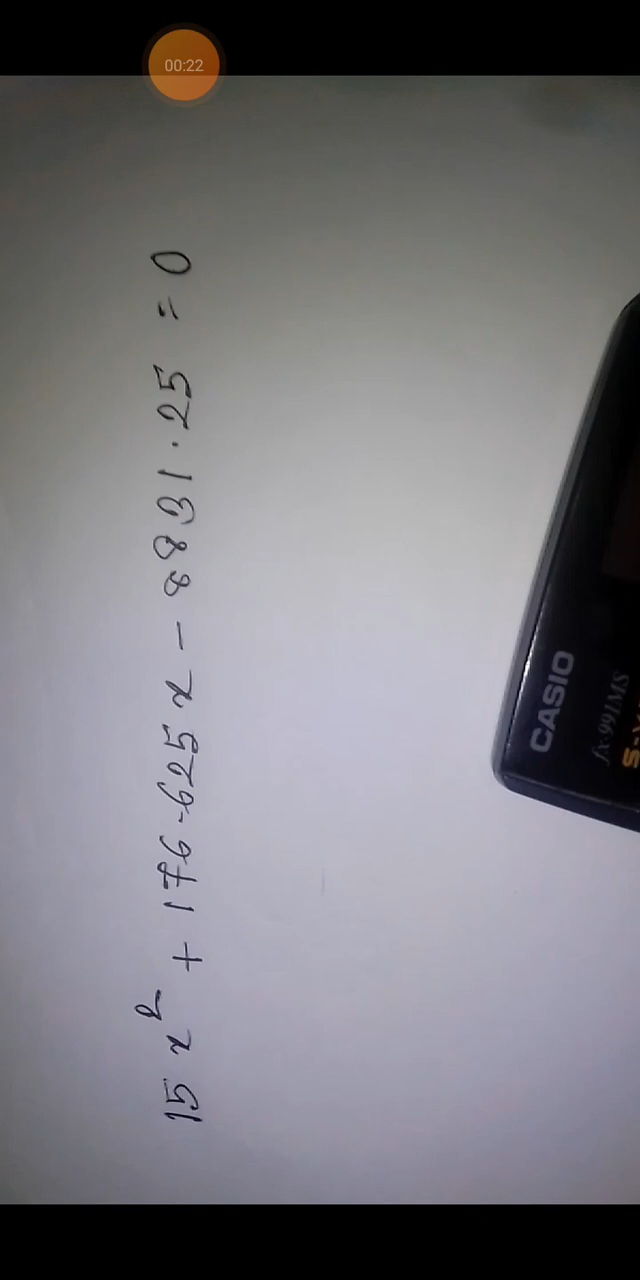 00:22
15x² + 176.625x - 8831.25 = 0
CASIO
fx-991MS